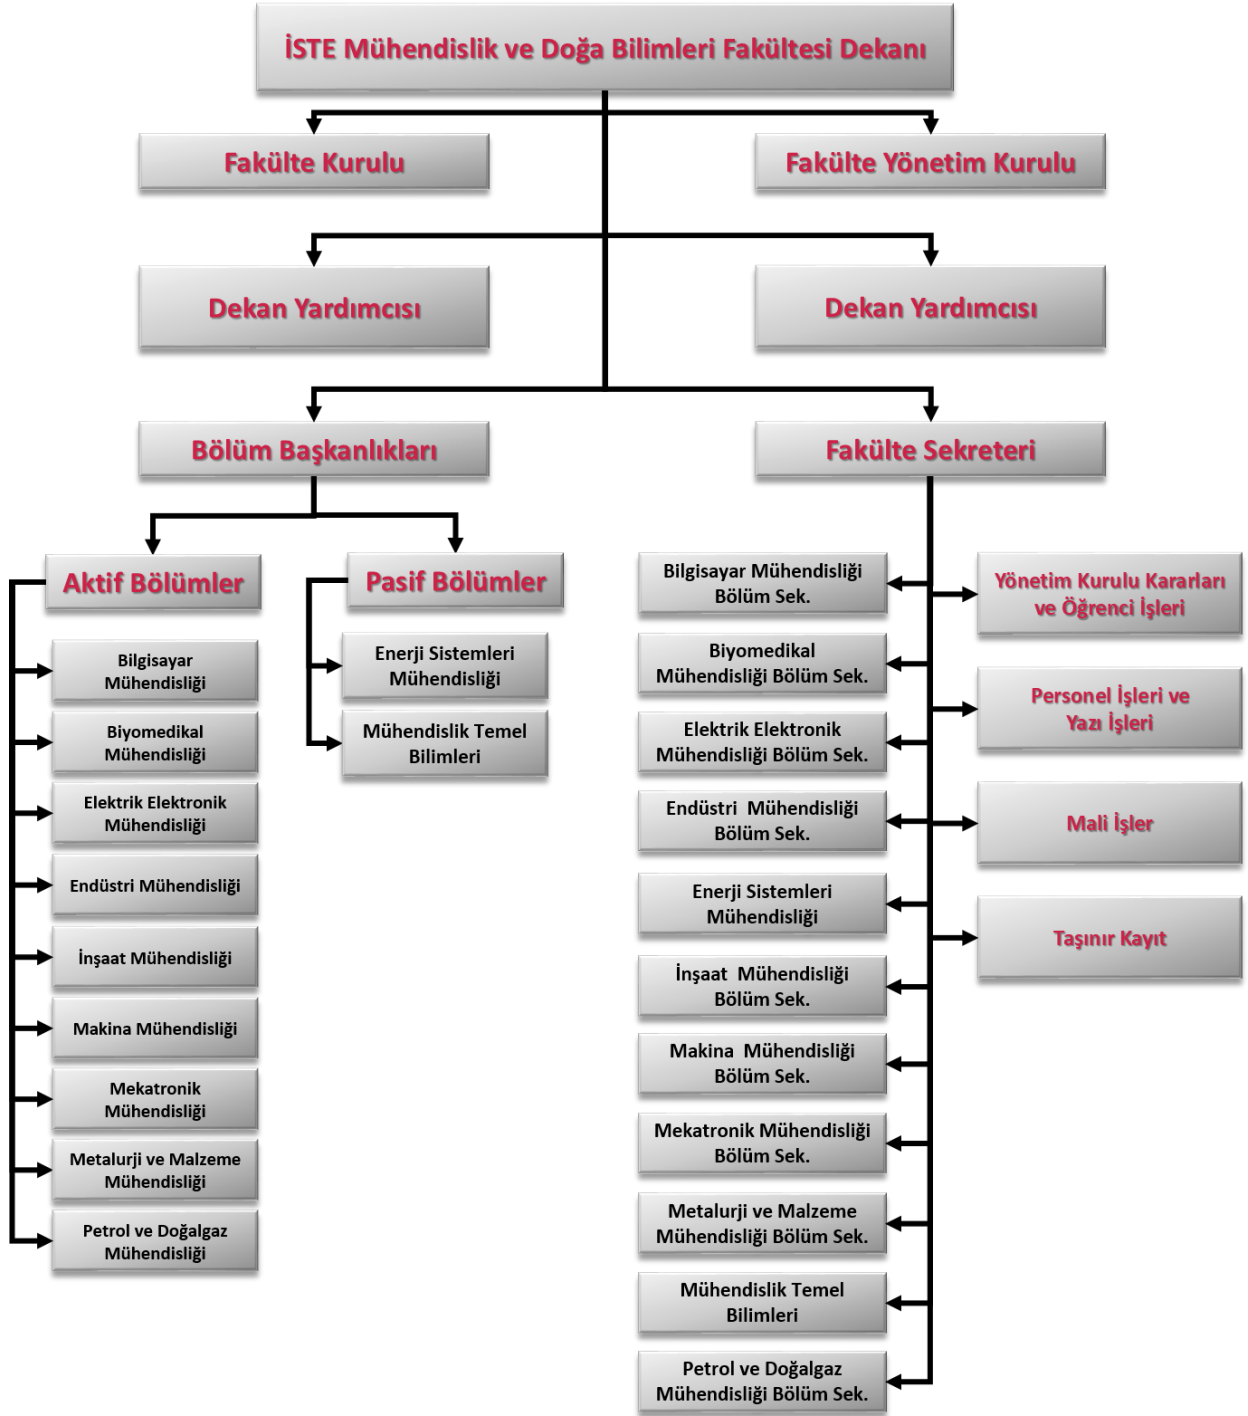 İSTE Mühendislik ve Doğa Bilimleri Fakültesi Dekanı
Fakülte Kurulu
Fakülte Yönetim Kurulu
Dekan Yardımcısı
Dekan Yardımcısı
Bölüm Başkanlıkları
Fakülte Sekreteri
Aktif Bölümler
Bilgisayar
Mühendisliği
Biyomedikal
Mühendisliği
Elektrik Elektronik
Mühendisliği
Endüstri Mühendisliği
İnşaat Mühendisliği
Makina Mühendisliği
Mekatronik
Mühendisliği
Metalurji ve Malzeme
Mühendisliği
Petrol ve Doğalgaz
Mühendisliği
Pasif Bölümler
Enerji Sistemleri
Mühendisliği
Mühendislik Temel
Bilimleri
Bilgisayar Mühendisliği
Bölüm Sek.
Biyomedikal
Mühendisliği Bölüm Sek.
Elektrik Elektronik
Mühendisliği Bölüm Sek.
Endüstri  Mühendisliği
Bölüm Sek.
Enerji Sistemleri
Mühendisliği
İnşaat  Mühendisliği
Bölüm Sek.
Makina  Mühendisliği
Bölüm Sek.
Mekatronik Mühendisliği
Bölüm Sek.
Metalurji ve Malzeme
Mühendisliği Bölüm Sek.
Mühendislik Temel
Bilimleri
Petrol ve Doğalgaz
Mühendisliği Bölüm Sek.
Yönetim Kurulu Kararları
ve Öğrenci İşleri
Personel İşleri ve
Yazı İşleri
Mali İşler
Taşınır Kayıt